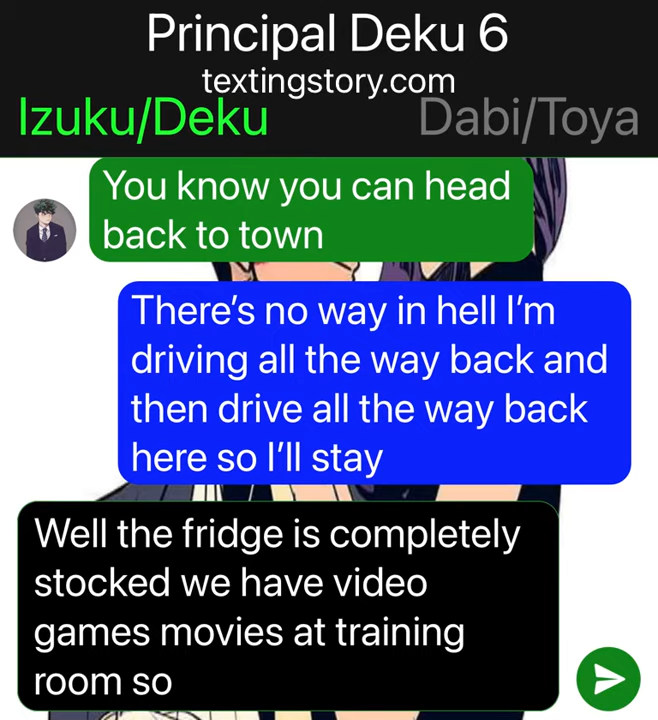 Principal Deku 6
textingstory.com
Izuku/Deku
Dabi/Toya
You know you can head
back to town
There's no way in hell I'm
driving all the way back and
then drive all the way back
here so I'll stay
Well the fridge is completely
stocked we have video
games movies at training
room so